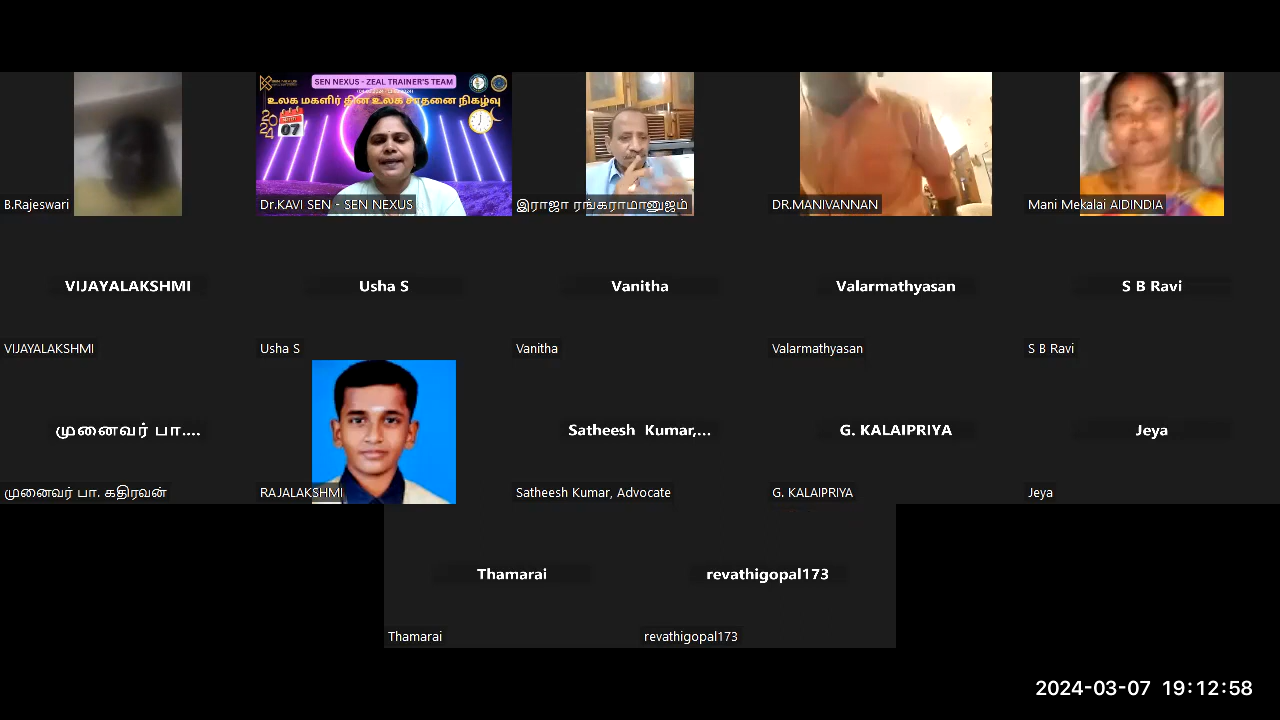 SEN NEXUS - ZEAL TRAINER'S TEAM
உலக மகளிர் தின உலக சாதனை நிகழ்வு
07
B.Rajeswari
Dr.KAVI SEN - SEN NEXUS
இராஜா ரங்கராமானுஜம்
DR.MANIVANNAN
Mani Mekalai AIDINDIA
VIJAYALAKSHMI
Usha S
Vanitha
Valarmathyasan
S B Ravi
VIJAYALAKSHMI
Usha S
Vanitha
Valarmathyasan
S B Ravi
முனைவர் பா....
Satheesh Kumar,...
G. KALAIPRIYA
Jeya
முனைவர் பா. கதிரவன்
RAJALAKSHMI
Satheesh Kumar, Advocate
G. KALAIPRIYA
Jeya
Thamarai
revathigopal173
Thamarai
revathigopal173
2024-03-07 19:12:58